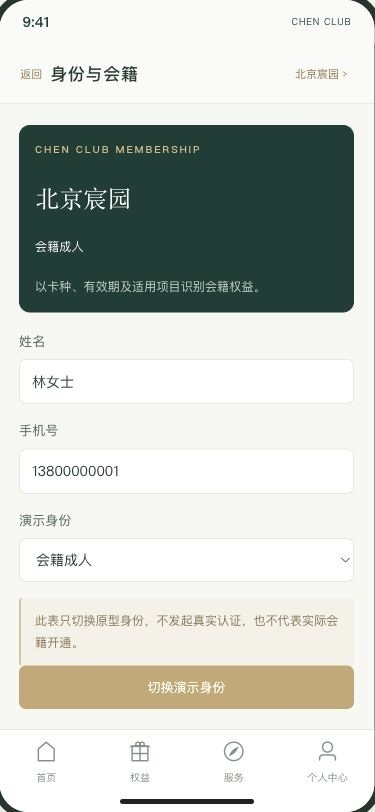 9:41
CHEN CLUB
返回 身份与会籍
北京宸园 ›
CHEN CLUB MEMBERSHIP
北京宸园
会籍成人
以卡种、有效期及适用项目识别会籍权益。
姓名
林女士
手机号
13800000001
演示身份
会籍成人
此表只切换原型身份，不发起真实认证，也不代表实际会
籍开通。
切换演示身份
首页
权益
服务
个人中心